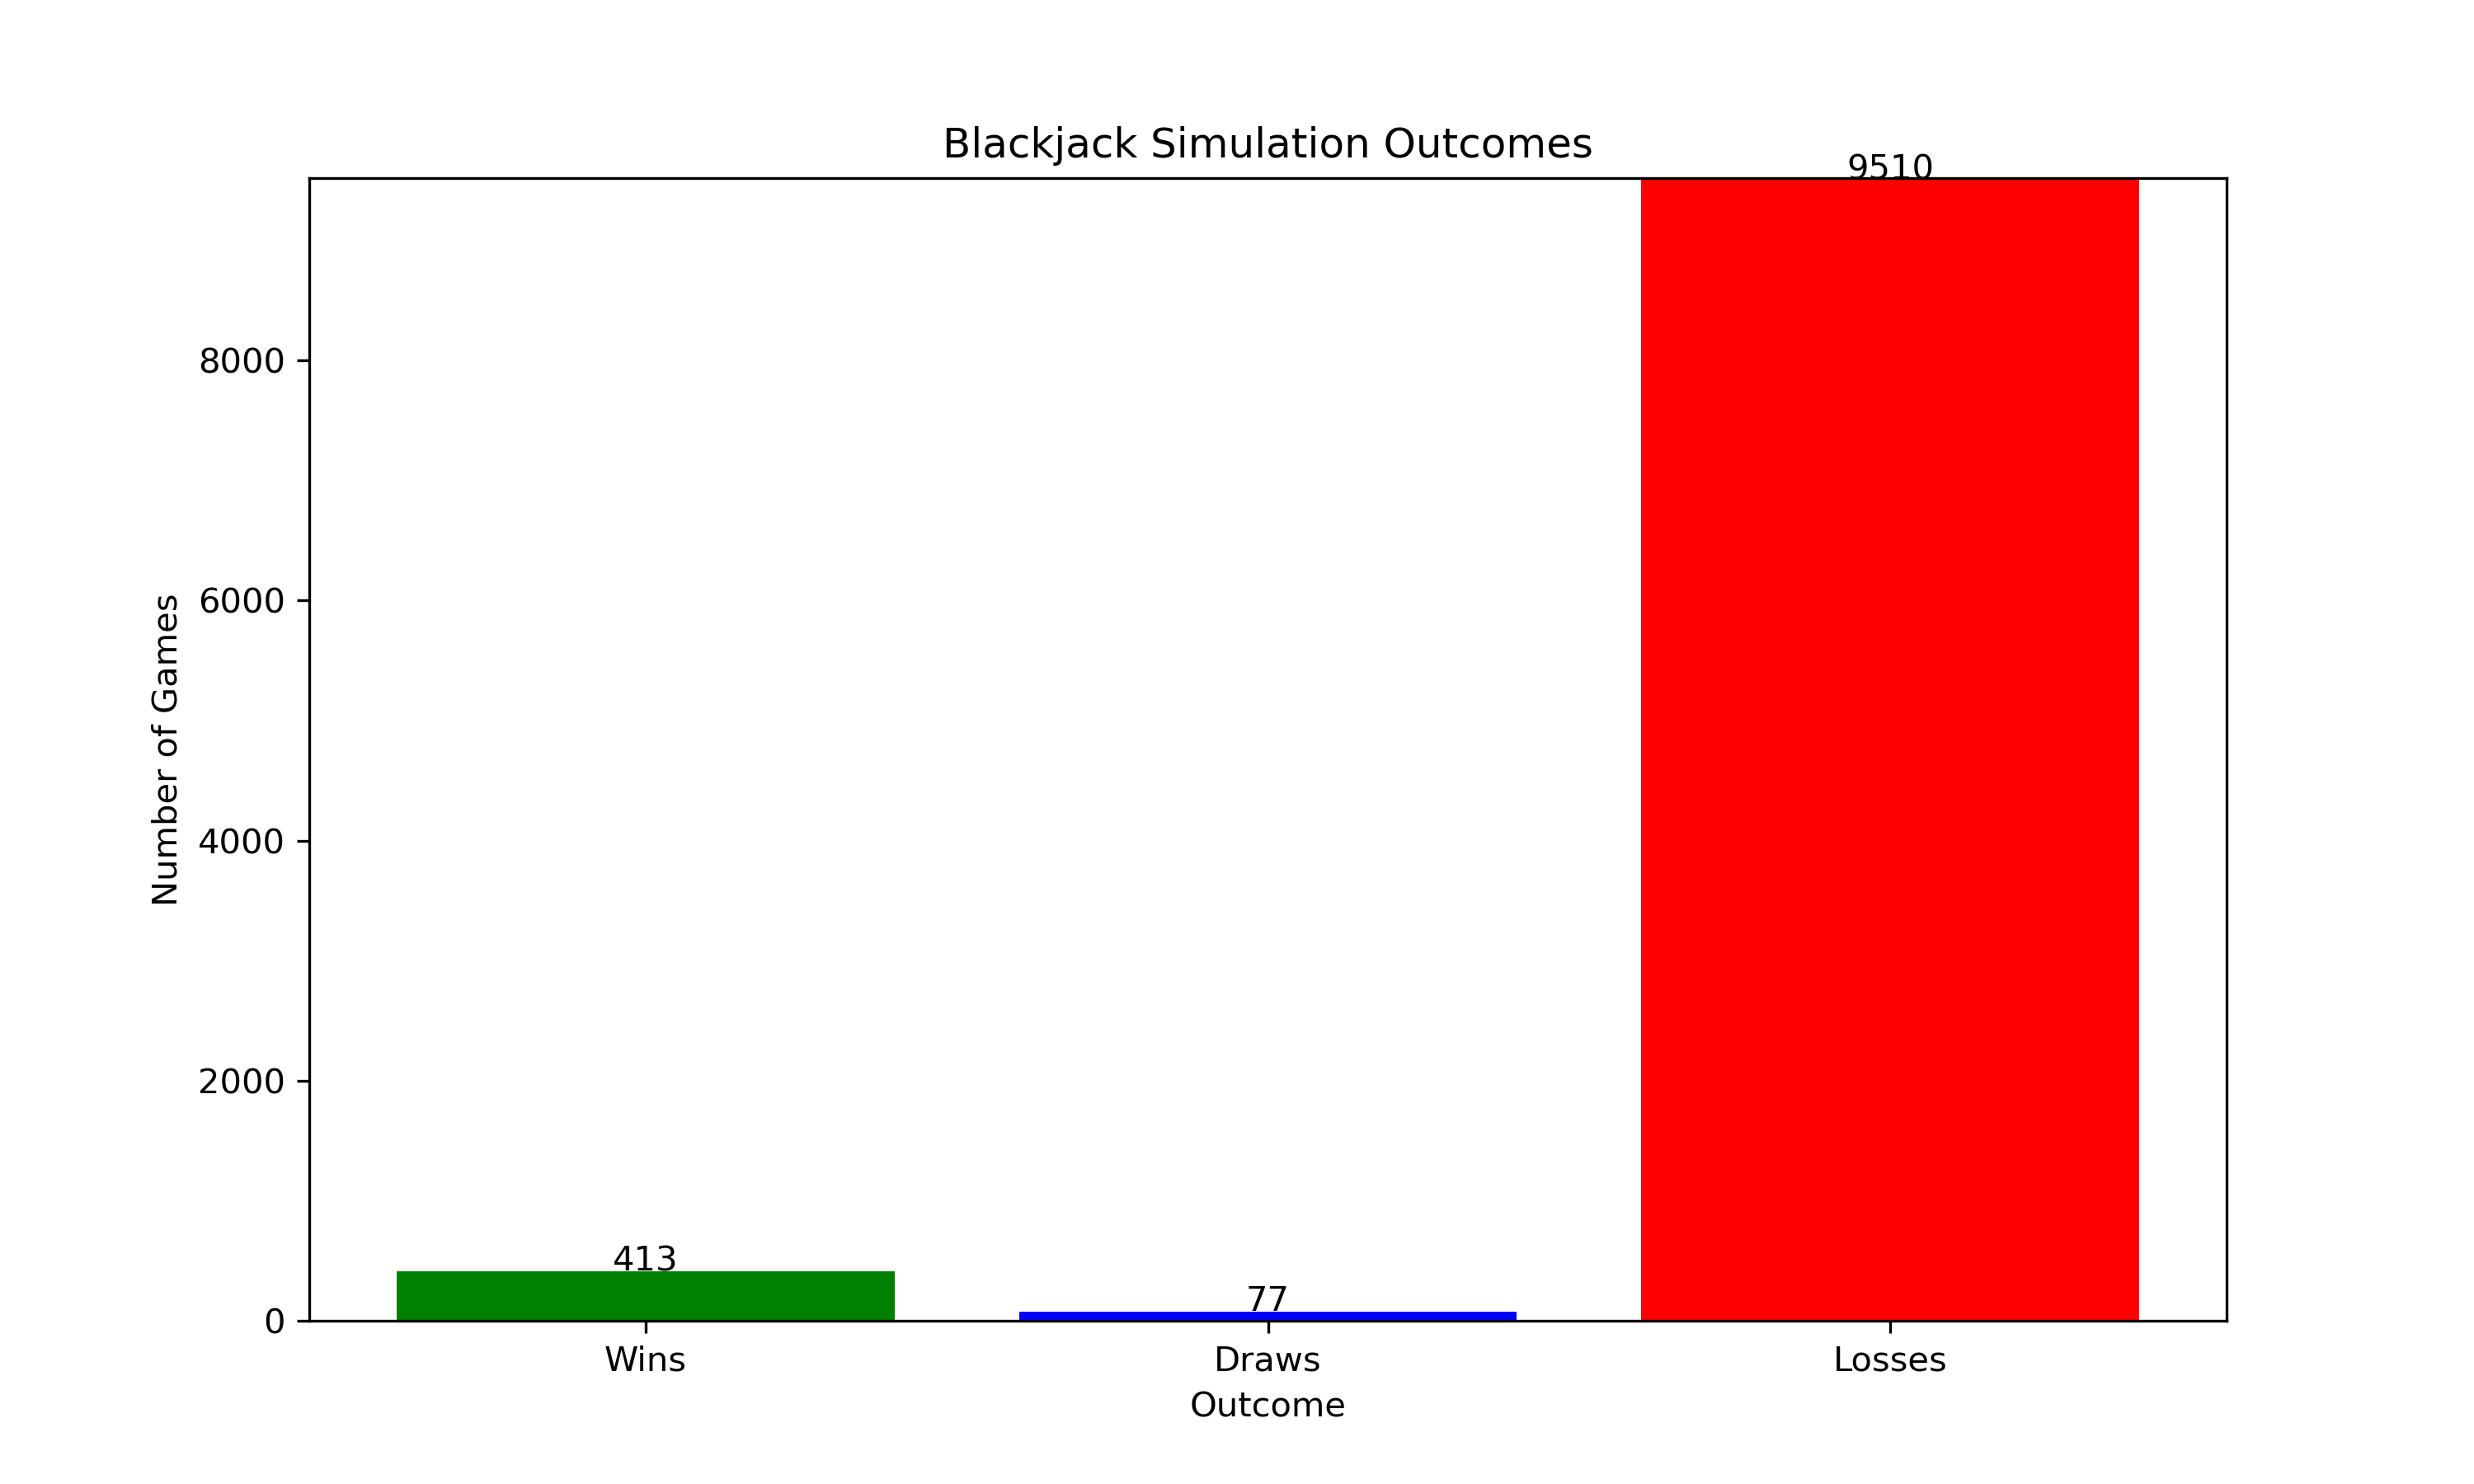 Blackjack Simulation Outcomes
9510
8000
6000
4000
2000
0
Number of Games
413
77
Wins
Draws
Losses
Outcome